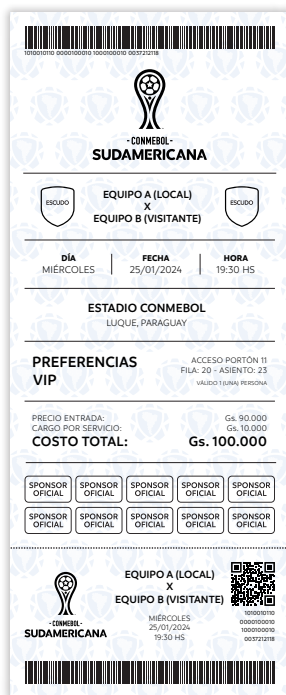 1010010110 0000100010 1000100010 0037212118
- CONMEBOL-
SUDAMERICANA
ESCUDO
EQUIPO A (LOCAL)
X
EQUIPO B (VISITANTE)
ESCUDO
DÍA
MIÉRCOLES
FECHA
25/01/2024
HORA
19:30 HS
ESTADIO CONMEBOL
LUQUE, PARAGUAY
PREFERENCIAS
VIP
ACCESO PORTÓN 11
FILA: 20 - ASIENTO: 23
VÁLIDO 1 (UNA) PERSONA
PRECIO ENTRADA: Gs. 90.000
CARGO POR SERVICIO: Gs. 10.000
COSTO TOTAL: Gs. 100.000
SPONSOR OFICIAL
SPONSOR OFICIAL
SPONSOR OFICIAL
SPONSOR OFICIAL
SPONSOR OFICIAL
SPONSOR OFICIAL
SPONSOR OFICIAL
SPONSOR OFICIAL
SPONSOR OFICIAL
SPONSOR OFICIAL
- CONMEBOL-
SUDAMERICANA
EQUIPO A (LOCAL)
X
EQUIPO B (VISITANTE)
MIÉRCOLES
25/01/2024
19:30 HS
1010010110
0000100010
1000100010
0037212118